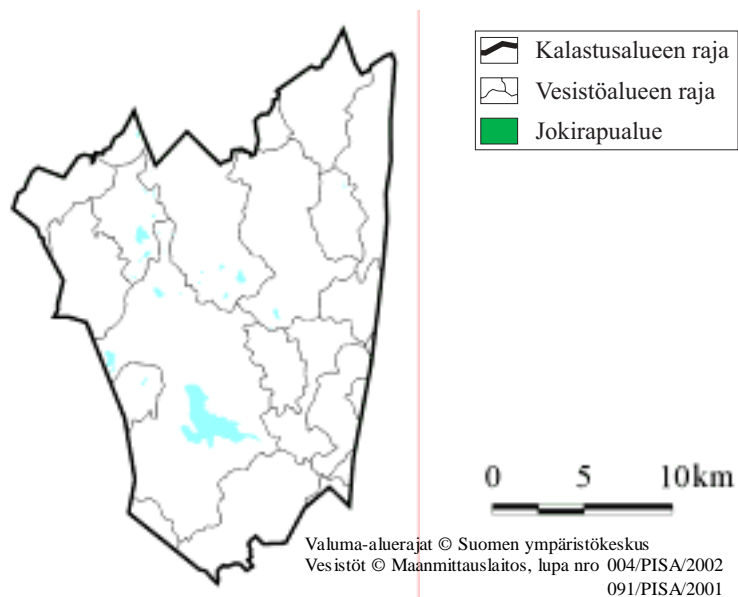 Kalastusalueen raja
Vesistöalueen raja
Jokirapualue
0 5 10km
Valuma-aluerajat © Suomen ympäristökeskus
Vesistöt © Maanmittauslaitos, lupa nro 004/PISA/2002
091/PISA/2001